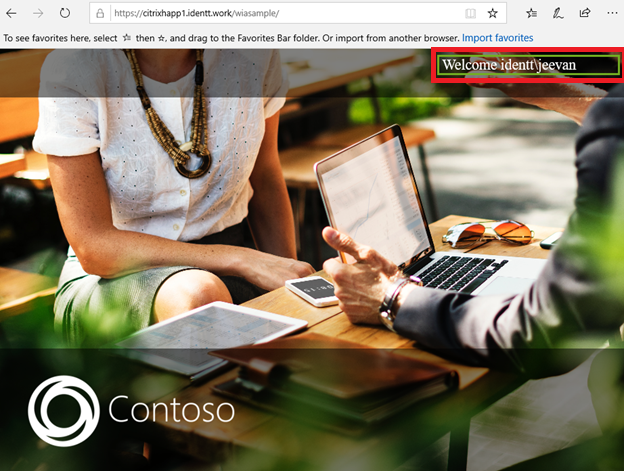 https://citrixhapp1.identt.work/wiasample/
To see favorites here, select ☆ then ☆, and drag to the Favorites Bar folder. Or import from another browser. Import favorites
Welcome identt\jeevan
Contoso